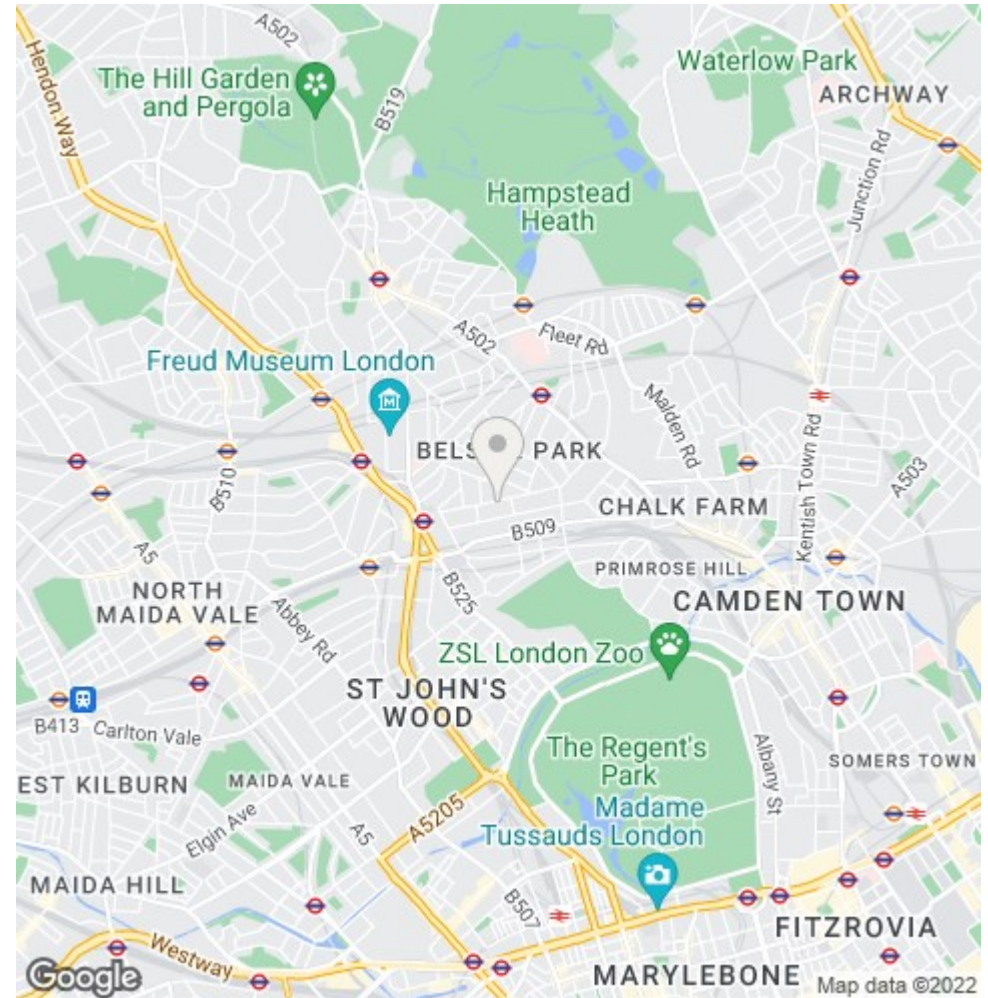 A502
Hendon Way
The Hill Garden
and Pergola
B519
Waterlow Park
ARCHWAY
Junction Rd
Hampstead
Heath
A502
Fleet Rd
Freud Museum London
Malden Rd
Kentish Town Rd
A503
BELS E PARK
B510
CHALK FARM
B509
A5
PRIMROSE HILL
NORTH
MAIDA VALE
B525
CAMDEN TOWN
Abbey Rd
ZSL London Zoo
ST JOHN'S
WOOD
B413
Carlton Vale
The Regent's
Park
Albany St
SOMERS TOWN
EST KILBURN
MAIDA VALE
Madame
Tussauds London
A5205
Elgin Ave
A5
MAIDA HILL
B507
FITZROVIA
Westway
MARYLEBONE
Google
Map data ©2022